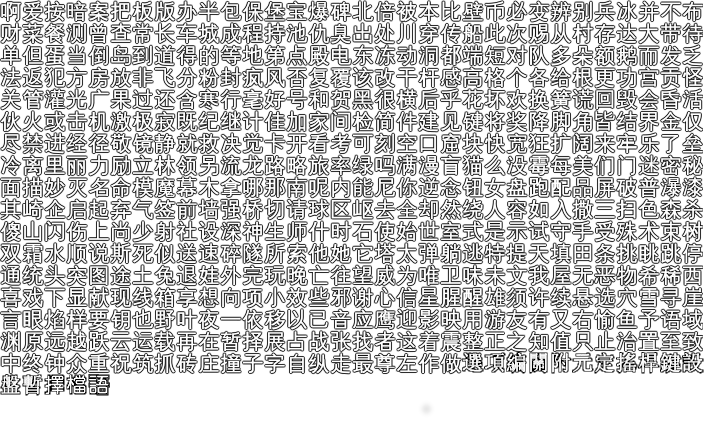 啊爱按暗案把板版办半包保堡宝爆碑北倍被本比壁币必变辨别兵冰并不布
财菜餐测曾查常长车城成程持池仇臭出处川穿传船此次觊从村存达大带待
单但蛋当倒岛到道得的等地第点殿电东冻动洞都端短对队多朵额鹅而发乏
法返犯方房放非飞分粉封疯风否复覆该改干杆感高格个各给根更功宫贡怪
关管灌光广果过还含寒行毫好号和贺黑很横后乎花坏欢换簧谎回毁会昏活
伙火或击机激极寂既纪继计佳加家间检简件建见键将奖降脚角皆结界金仅
尽禁进经径敬镜静就救决觉卡开看考可刻空口窟块快宽狂扩阔来牢乐了垒
冷离里丽力励立林领另流龙路略率绿吗满漫盲猫么没霉每美们门迷密秘
面描妙灭名命模魔幕木拿哪那南呢内能尼你逆念钮女盘跑配品屏破普瀑漆
其崎企启起弃气签前墙强桥切请球区岖去全却然绕人容如入撒三扫色森杀
傻山闪伤上尚少射社设深神生师什时石使始世室式是示试守手受殊术束树
双霜水顺说斯死似送速碎隧所索他她它塔太弹躺逃特提天填田条挑眺跳停
通统头突图途土兔退娃外完玩晚亡往望威为唯卫味未文我屋无恶物希稀西
喜戏下显献现线箱享想向项小效些邪谢心信星腥醒雄须许续悬选穴雪寻崖
言眼焰样要钥也野叶夜一依移以已音应鹰迎影映用游友有又右愉鱼予语域
渊原远越跃云运载再在暂择展占战张找者这着震整正之知值只止治置至致
中终钟众重祝筑抓砖庄撞子字自纵走最尊左作做選項編關附元定搖桿鍵設
盤暫擇檔語